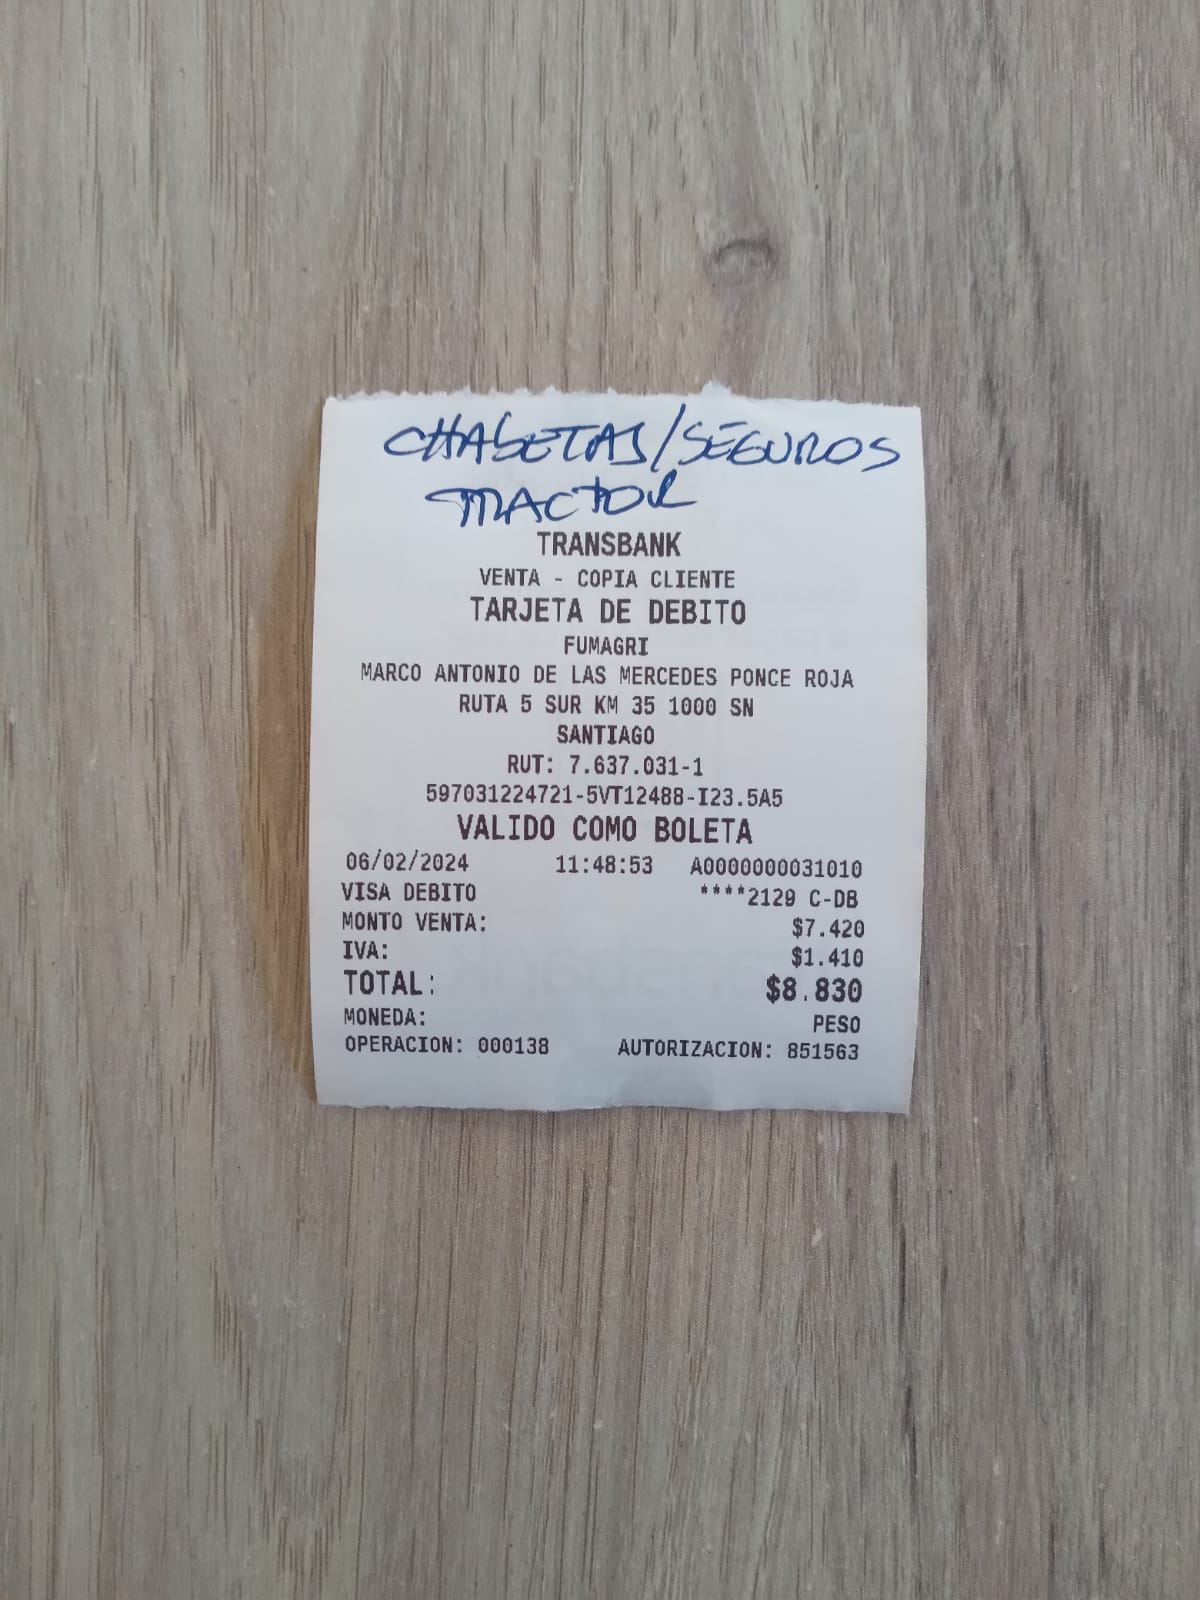 CHASETAS/SEGUROS
TRACTOR
TRANSBANK
VENTA - COPIA CLIENTE
TARJETA DE DEBITO
FUMAGRI
MARCO ANTONIO DE LAS MERCEDES PONCE ROJA
RUTA 5 SUR KM 35 1000 SN
SANTIAGO
RUT: 7.637.031-1
597031224721-5VT12488-I23.5A5
VALIDO COMO BOLETA
06/02/2024 11:48:53 A0000000031010
VISA DEBITO ****2129 C-DB
MONTO VENTA: $7.420
IVA: $1.410
TOTAL: $8.830
MONEDA: PESO
OPERACION: 000138 AUTORIZACION: 851563